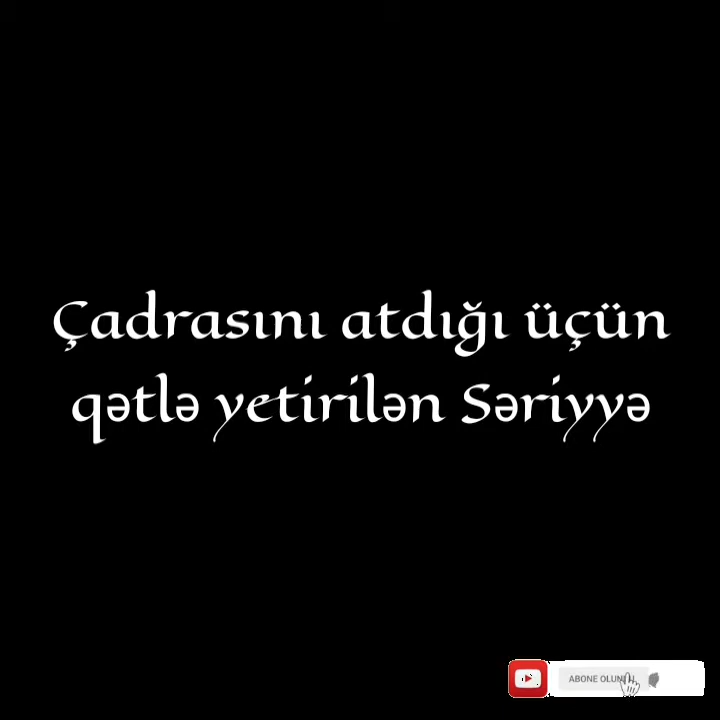 Çadrasını atdığı üçün
qətlə yetirilən Səriyyə
ABONE OLUN